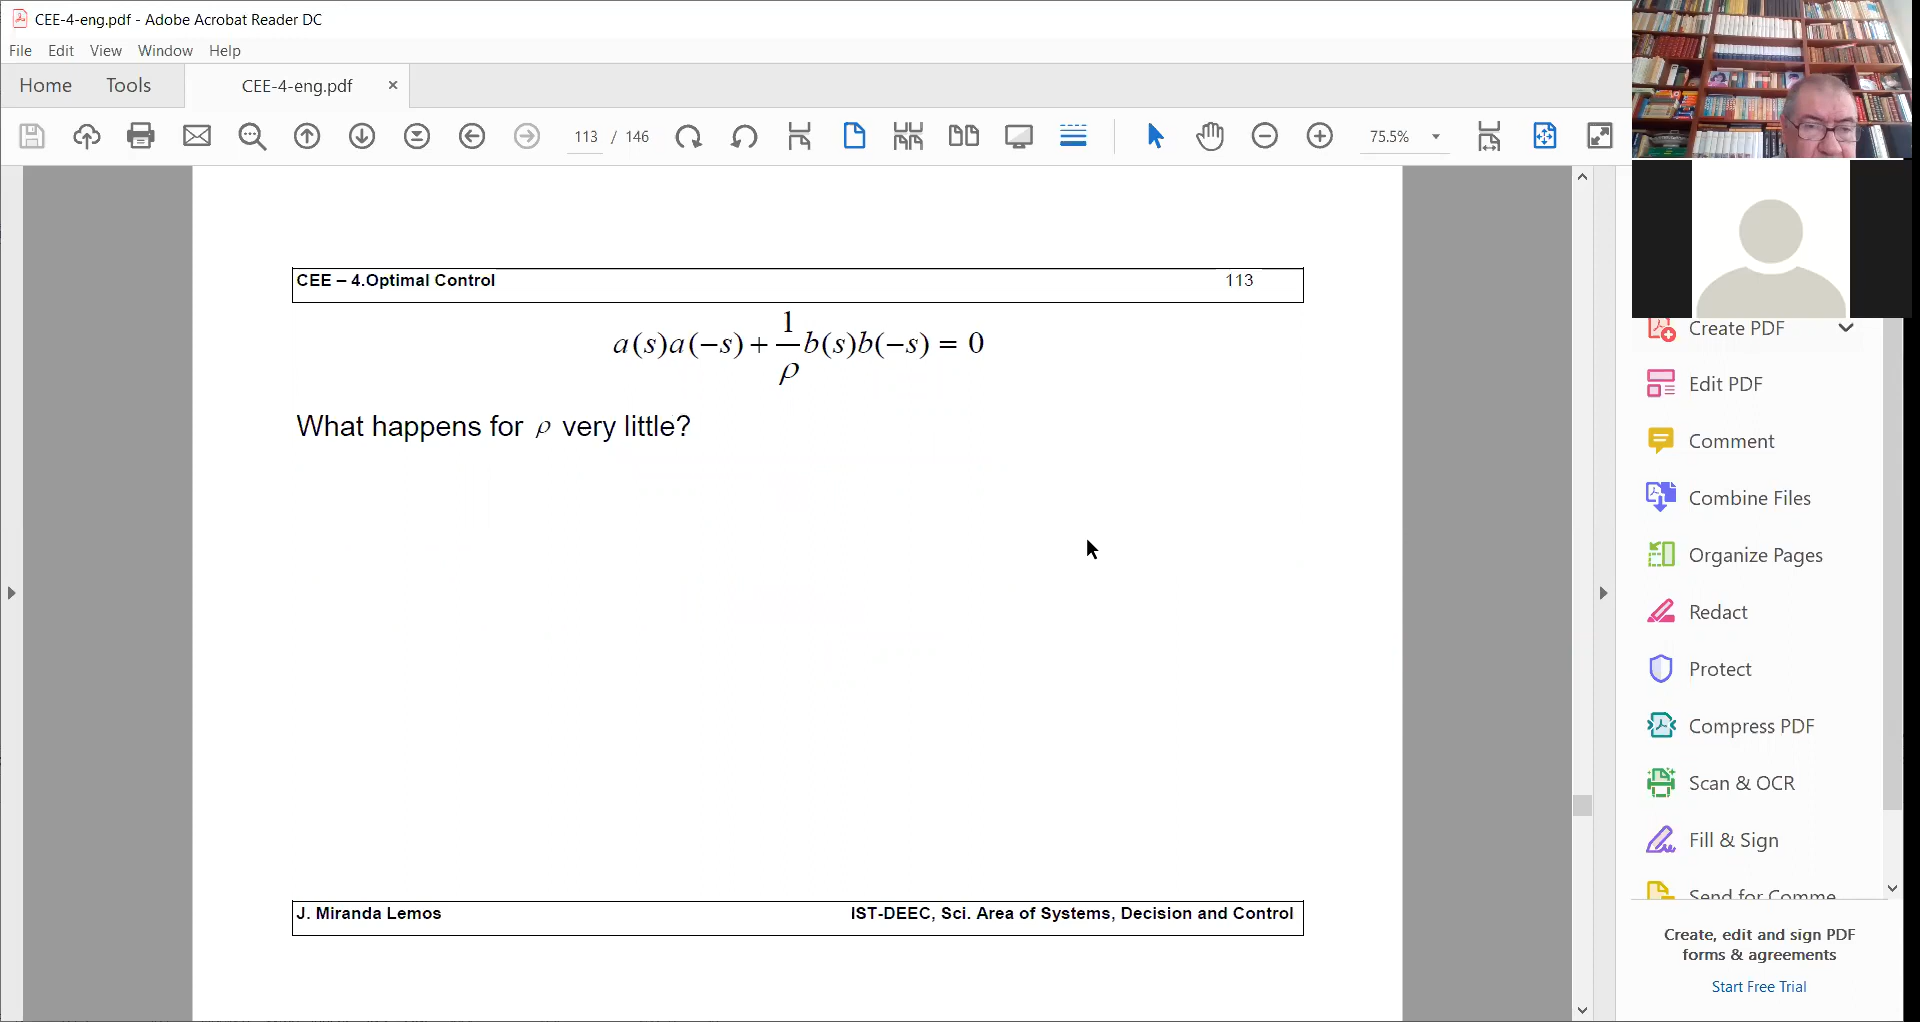 CEE-4-eng.pdf - Adobe Acrobat Reader DC
File Edit View Window Help
Home Tools CEE-4-eng.pdf ×
113 / 146 75.5%
CEE – 4.Optimal Control 113
a(s)a(−s) + 1/ρ b(s)b(−s) = 0
What happens for ρ very little?
J. Miranda Lemos IST-DEEC, Sci. Area of Systems, Decision and Control
Create PDF
Edit PDF
Comment
Combine Files
Organize Pages
Redact
Protect
Compress PDF
Scan & OCR
Fill & Sign
Send for Comme
Create, edit and sign PDF
forms & agreements
Start Free Trial